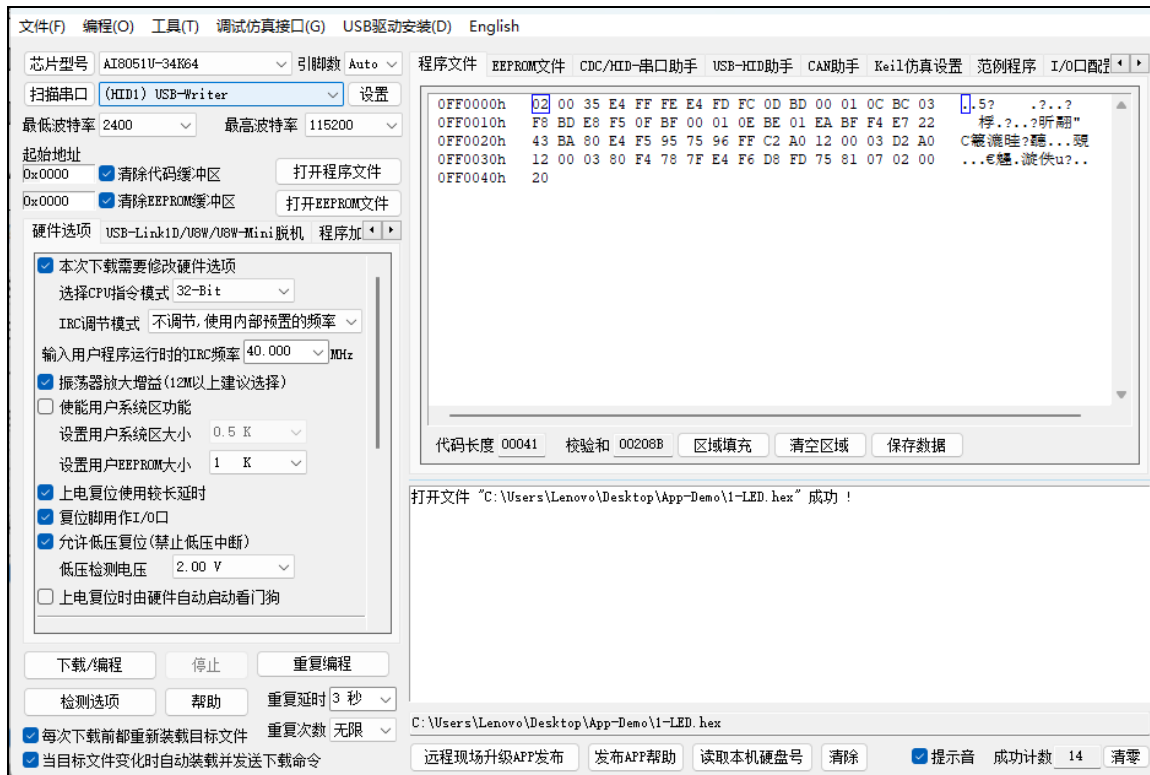 文件(F) 编程(O) 工具(T) 调试仿真接口(G) USB驱动安装(D) English
芯片型号 AI8051U-34K64 引脚数 Auto
扫描串口 (HID1) USB-Writer 设置
最低波特率 2400 最高波特率 115200
起始地址
0x0000 清除代码缓冲区 打开程序文件
0x0000 清除EEPROM缓冲区 打开EEPROM文件
硬件选项 USB-Link1D/U8W/U8W-Mini脱机 程序加
本次下载需要修改硬件选项
选择CPU指令模式 32-Bit
IRC调节模式 不调节,使用内部预置的频率
输入用户程序运行时的IRC频率 40.000 MHz
振荡器放大增益(12M以上建议选择)
使能用户系统区功能
设置用户系统区大小 0.5 K
设置用户EEPROM大小 1 K
上电复位使用较长延时
复位脚用作I/O口
允许低压复位(禁止低压中断)
低压检测电压 2.00 V
上电复位时由硬件自动启动看门狗
下载/编程 停止 重复编程
检测选项 帮助 重复延时 3 秒
每次下载前都重新装载目标文件 重复次数 无限
当目标文件变化时自动装载并发送下载命令
程序文件 EEPROM文件 CDC/HID-串口助手 USB-HID助手 CAN助手 Keil仿真设置 范例程序 I/O口配
0FF0000h 02 00 35 E4 FF FE E4 FD FC 0D BD 00 01 0C BC 03 ..5? .?..?
0FF0010h F8 BD E8 F5 0F BF 00 01 0E BE 01 EA BF F4 E7 22
0FF0020h 43 BA 80 E4 F5 95 75 96 FF C2 A0 12 00 03 D2 A0
0FF0030h 12 00 03 80 F4 78 7F E4 F6 D8 FD 75 81 07 02 00
0FF0040h 20
代码长度 00041 校验和 00208B 区域填充 清空区域 保存数据
打开文件 "C:\Users\Lenovo\Desktop\App-Demo\1-LED.hex" 成功 !
C:\Users\Lenovo\Desktop\App-Demo\1-LED.hex
远程现场升级APP发布 发布APP帮助 读取本机硬盘号 清除 提示音 成功计数 14 清零